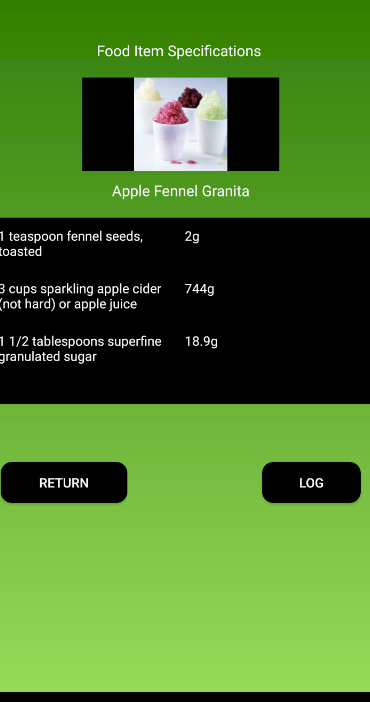 Food Item Specifications
Apple Fennel Granita
1 teaspoon fennel seeds, 2g
toasted
3 cups sparkling apple cider 744g
(not hard) or apple juice
1 1/2 tablespoons superfine 18.9g
granulated sugar
RETURN LOG